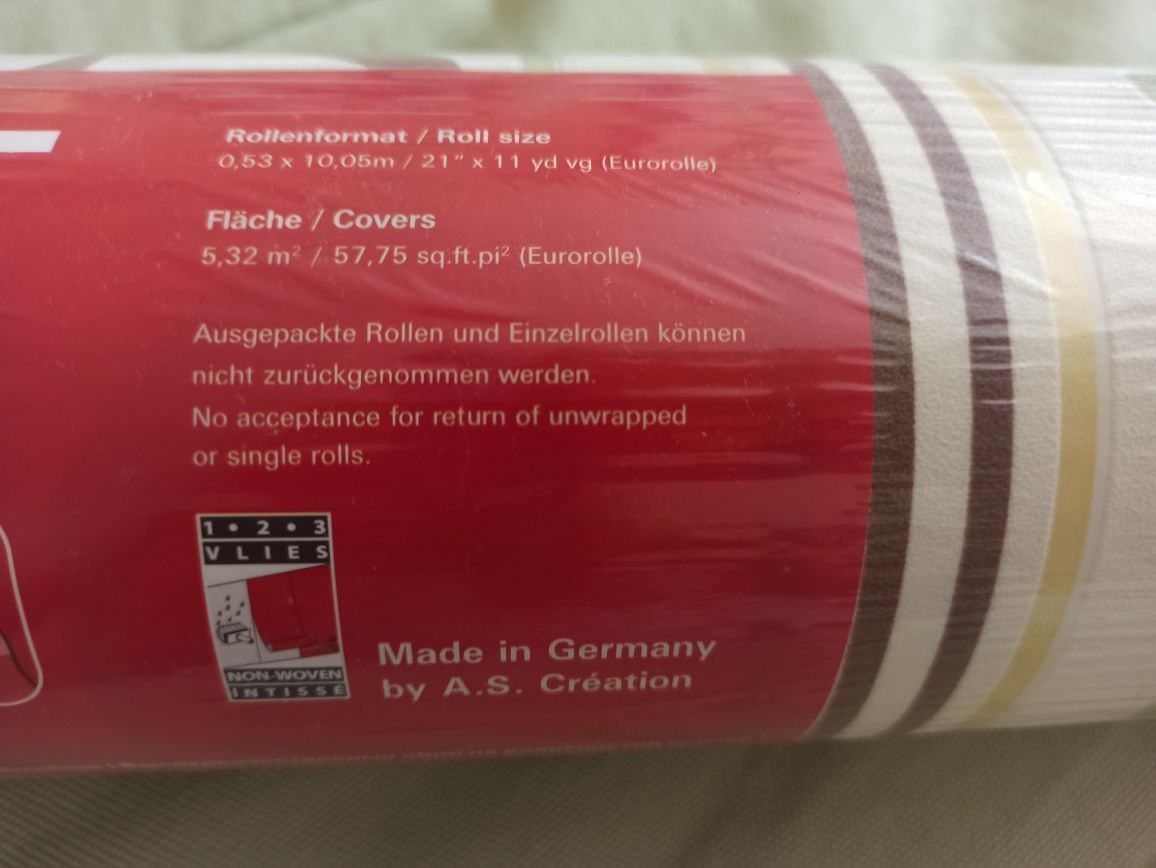 Rollenformat / Roll size
0,53 x 10,05m / 21" x 11 yd vg (Eurorolle)
Fläche / Covers
5,32 m² / 57,75 sq.ft.pi² (Eurorolle)
Ausgepackte Rollen und Einzelrollen können
nicht zurückgenommen werden.
No acceptance for return of unwrapped
or single rolls.
1 • 2 • 3
VLIES
NON-WOVEN
INTISSÉ
Made in Germany
by A.S. Création